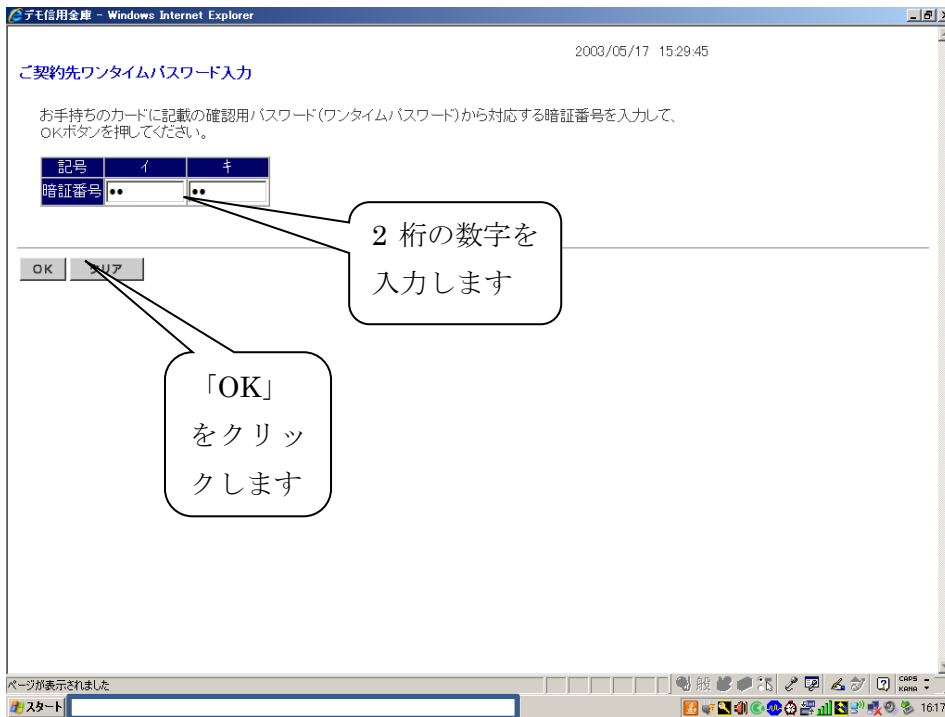 デモ信用金庫 - Windows Internet Explorer
2003/05/17 15:29:45
ご契約先ワンタイムパスワード入力
お手持ちのカードに記載の確認用パスワード(ワンタイムパスワード)から対応する暗証番号を入力して、
OKボタンを押してください。
記号 イ キ
暗証番号 •• ••
2 桁の数字を
入力します
OK クリア
「OK」
をクリッ
クします
ページが表示されました
般
CAPS
KANA
スタート
16:17